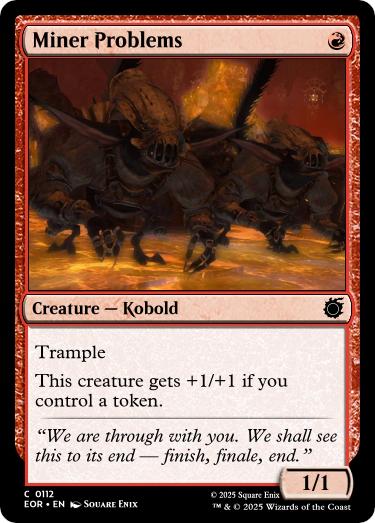 Miner Problems
Creature — Kobold
Trample
This creature gets +1/+1 if you
control a token.
“We are through with you. We shall see
this to its end — finish, finale, end.”
1/1
C 0112
EOR • EN SQUARE ENIX
© 2025 Square Enix
™ & © 2025 Wizards of the Coast